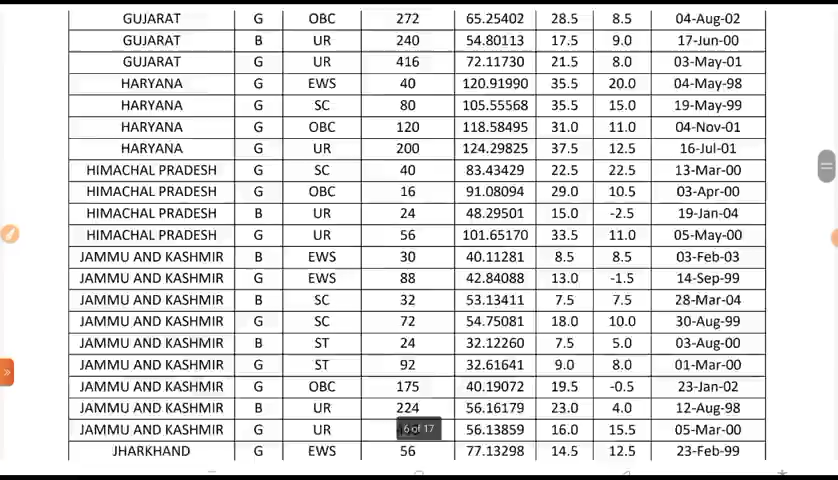 GUJARAT G OBC 272 65.25402 28.5 8.5 04-Aug-02
GUJARAT B UR 240 54.80113 17.5 9.0 17-Jun-00
GUJARAT G UR 416 72.11730 21.5 8.0 03-May-01
HARYANA G EWS 40 120.91990 35.5 20.0 04-May-98
HARYANA G SC 80 105.55568 35.5 15.0 19-May-99
HARYANA G OBC 120 118.58495 31.0 11.0 04-Nov-01
HARYANA G UR 200 124.29825 37.5 12.5 16-Jul-01
HIMACHAL PRADESH G SC 40 83.43429 22.5 22.5 13-Mar-00
HIMACHAL PRADESH G OBC 16 91.08094 29.0 10.5 03-Apr-00
HIMACHAL PRADESH B UR 24 48.29501 15.0 -2.5 19-Jan-04
HIMACHAL PRADESH G UR 56 101.65170 33.5 11.0 05-May-00
JAMMU AND KASHMIR B EWS 30 40.11281 8.5 8.5 03-Feb-03
JAMMU AND KASHMIR G EWS 88 42.84088 13.0 -1.5 14-Sep-99
JAMMU AND KASHMIR B SC 32 53.13411 7.5 7.5 28-Mar-04
JAMMU AND KASHMIR G SC 72 54.75081 18.0 10.0 30-Aug-99
JAMMU AND KASHMIR B ST 24 32.12260 7.5 5.0 03-Aug-00
JAMMU AND KASHMIR G ST 92 32.61641 9.0 8.0 01-Mar-00
JAMMU AND KASHMIR G OBC 175 40.19072 19.5 -0.5 23-Jan-02
JAMMU AND KASHMIR B UR 224 56.16179 23.0 4.0 12-Aug-98
JAMMU AND KASHMIR G UR 56.13859 16.0 15.5 05-Mar-00
6 of 17
JHARKHAND G EWS 56 77.13298 14.5 12.5 23-Feb-99